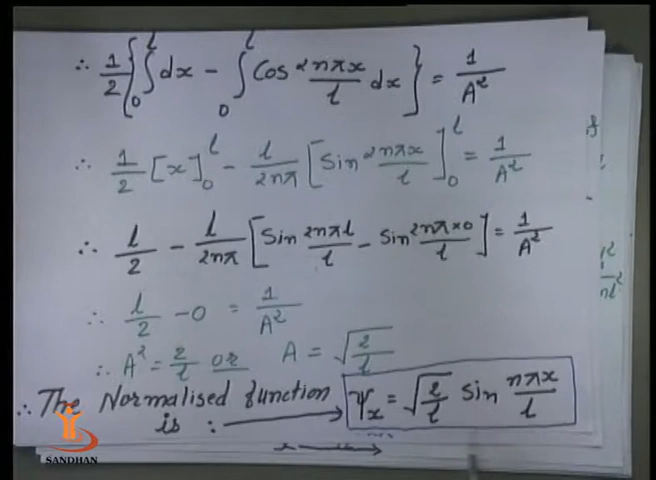 ∴ 1/2 { ∫₀ˡ dx − ∫₀ˡ Cos 2nπx/l dx } = 1/A²
∴ 1/2 [x]₀ˡ − l/2nπ [ Sin 2nπx/l ]₀ˡ = 1/A²
∴ l/2 − l/2nπ [ Sin 2nπl/l − Sin 2nπ×0/l ] = 1/A²
∴ l/2 − 0 = 1/A²
∴ A² = 2/l or A = √2/l
∴ The Normalised function is : → ψx = √2/l Sin nπx/l
SANDHAN